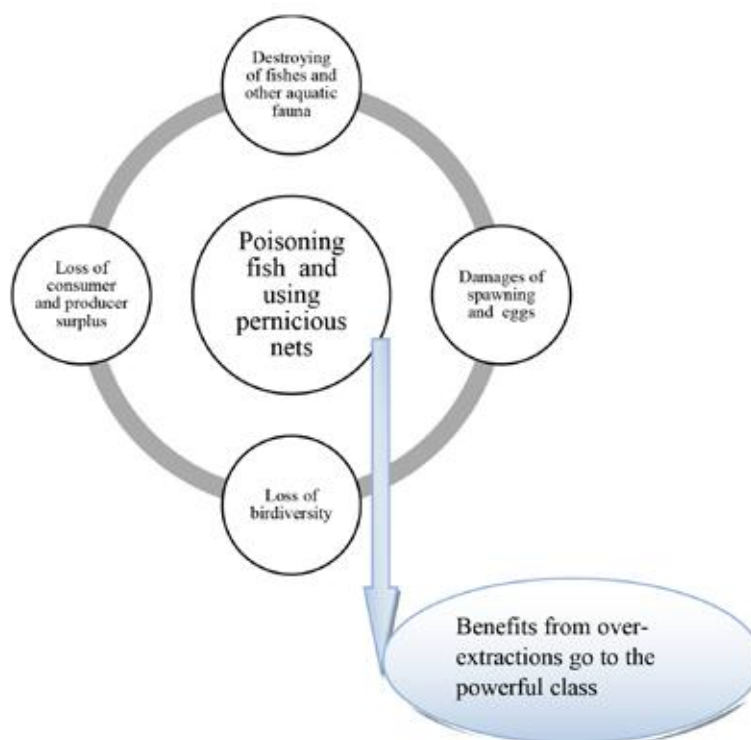 Destroying
of fishes and
other aquatic
fauna
Loss of
consumer
and producer
surplus
Poisoning
fish and
using
pernicious
nets
Damages of
spawning
and eggs
Loss of
birdiversity
Benefits from over-
extractions go to the
powerful class